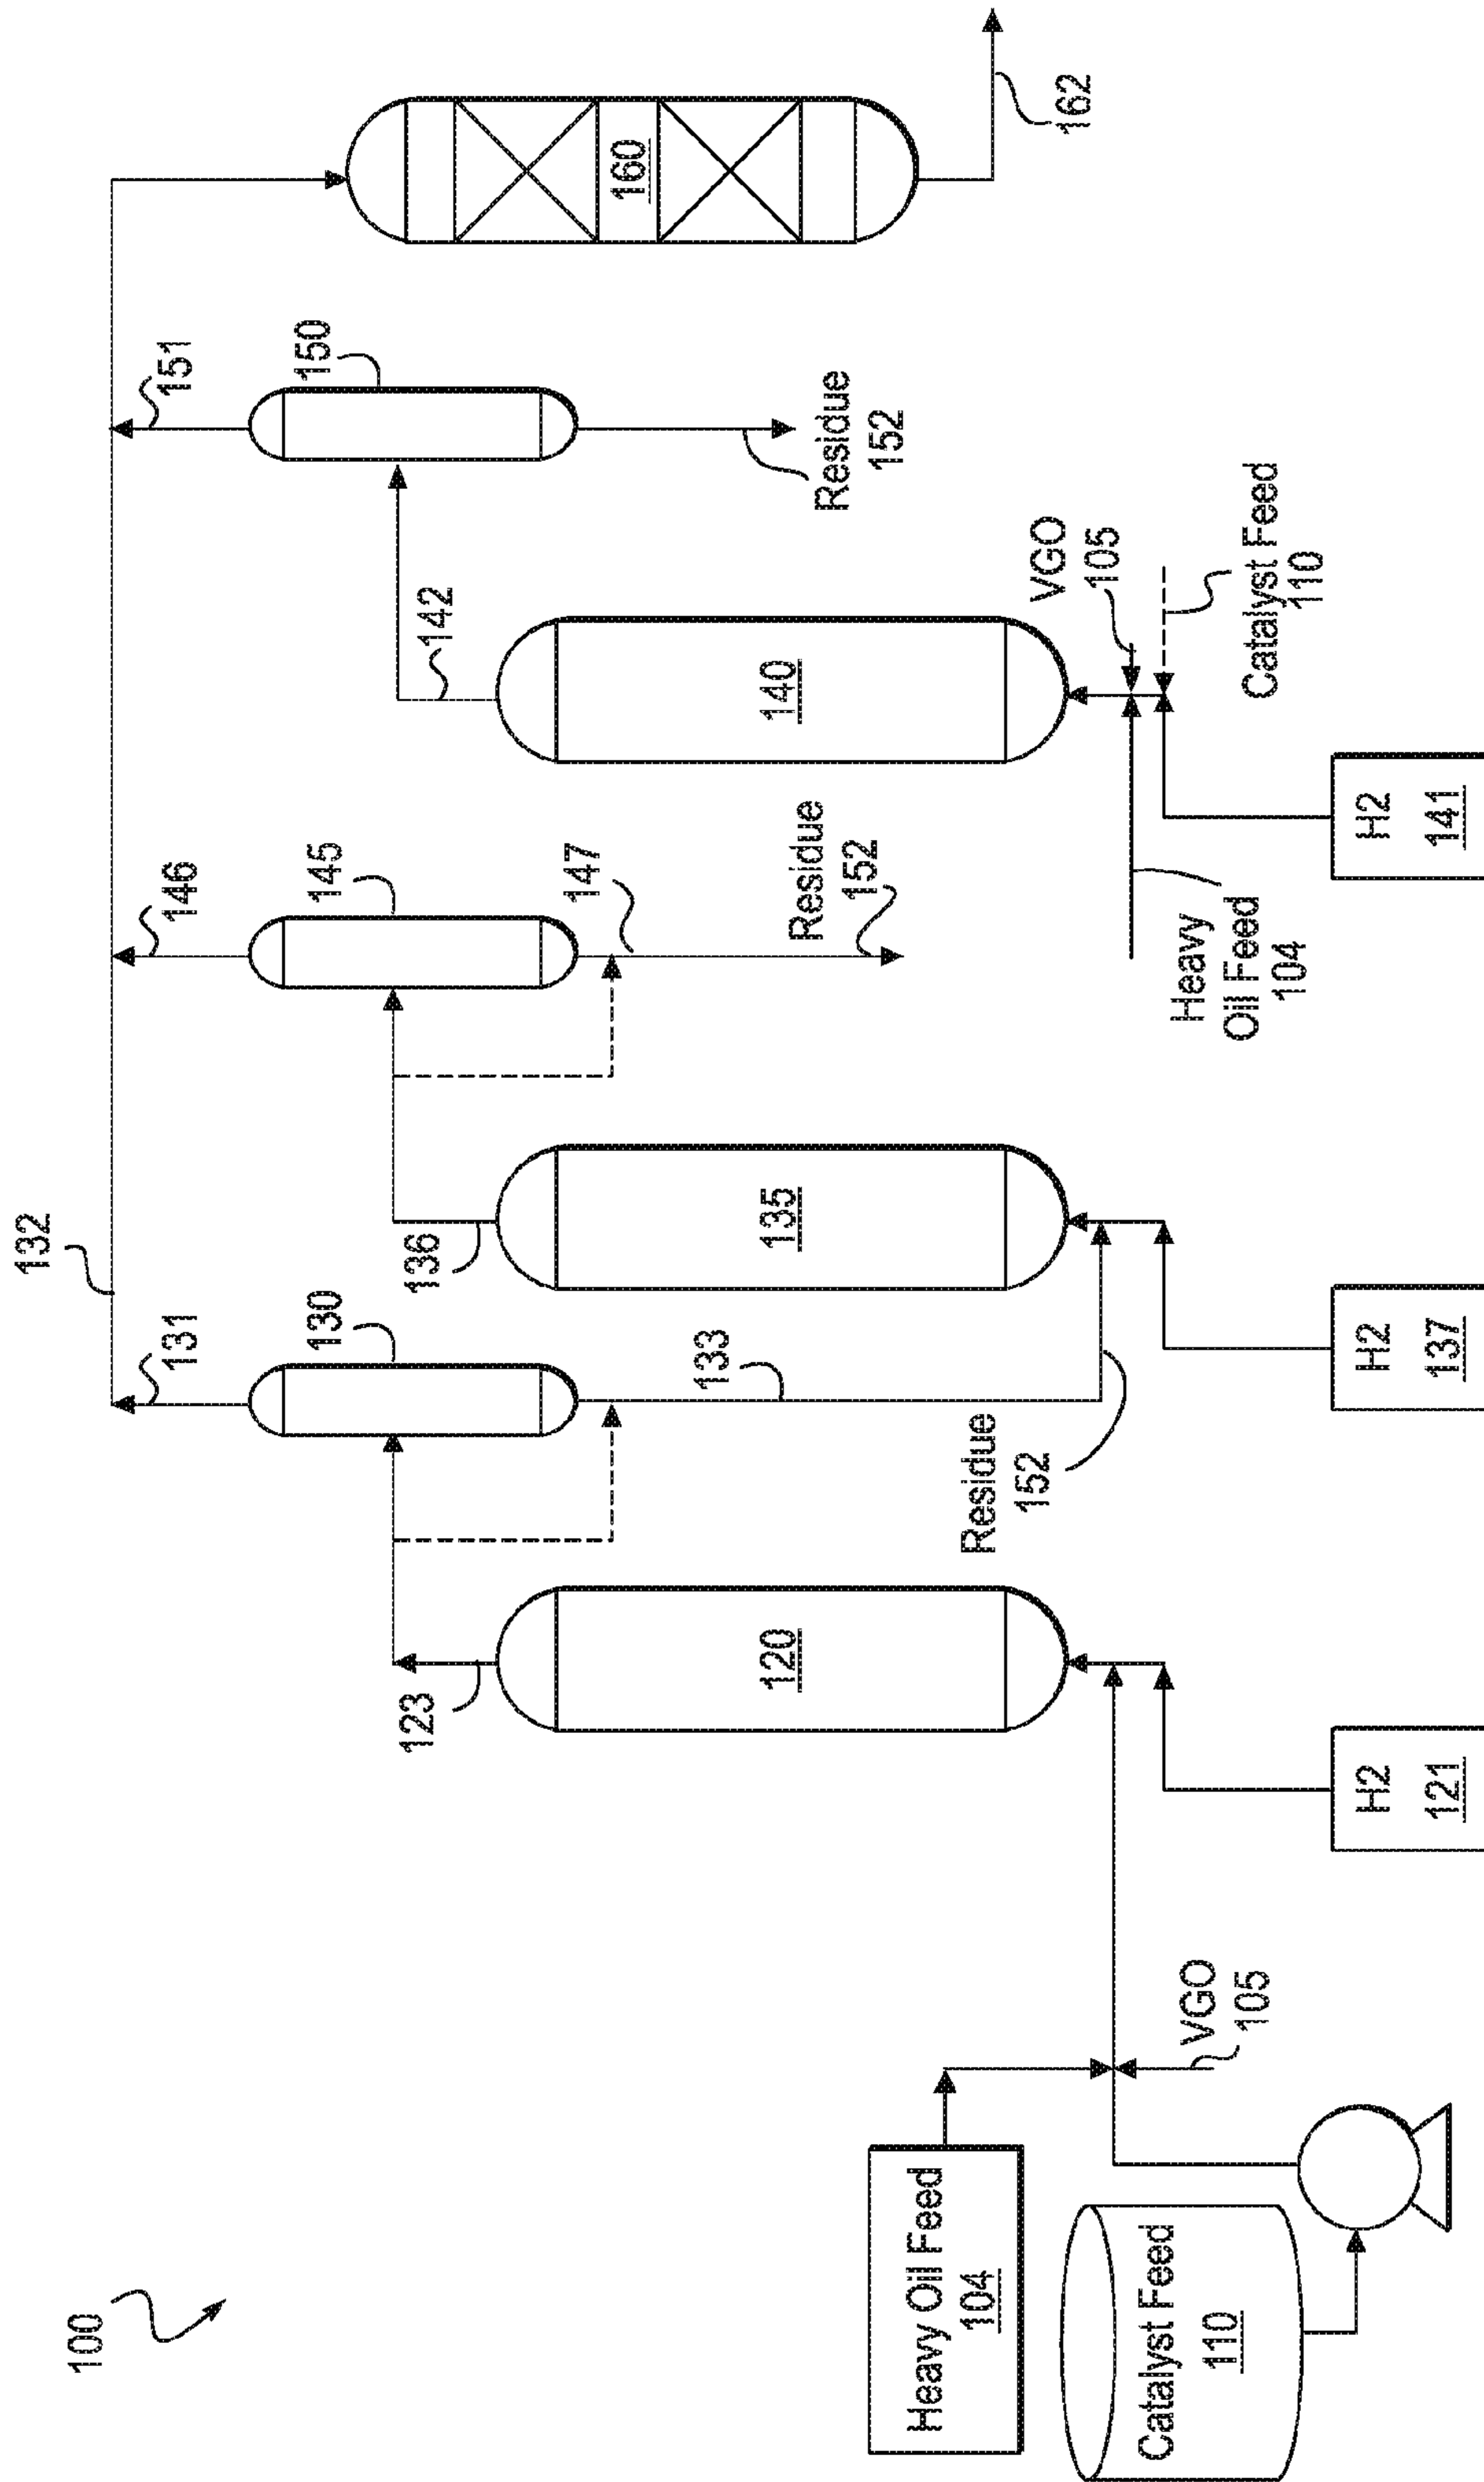 100
132
131
146
151
130
145
150
123
136
142
120
133
135
147
140
160
162
Residue
152
Residue
152
Residue
152
Heavy Oil Feed
104
Catalyst Feed
110
VGO
105
H2
121
H2
137
Heavy
Oil Feed
104
VGO
105
Catalyst Feed
110
H2
141